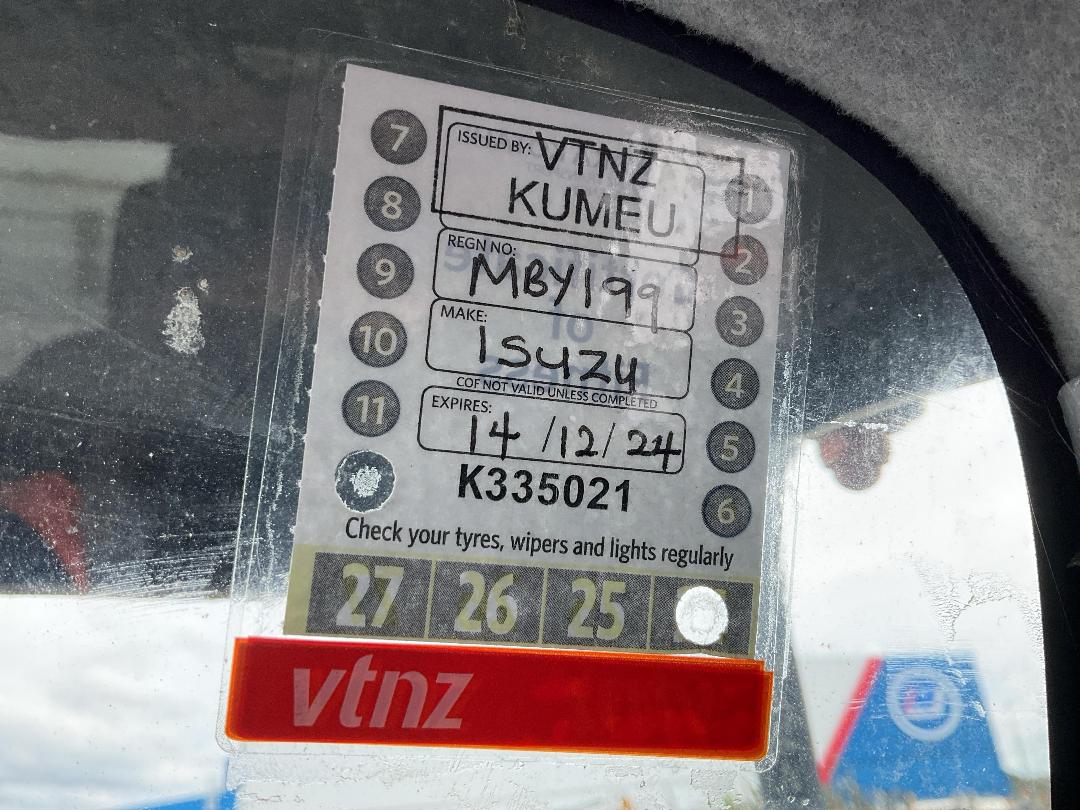 7
8
9
10
11
ISSUED BY: VTNZ
KUMEU
REGN NO:
MBY199
MAKE:
Isuzu
COF NOT VALID UNLESS COMPLETED
EXPIRES:
14/12/24
K335021
1
2
3
4
5
6
Check your tyres, wipers and lights regularly
27 26 25
vtnz